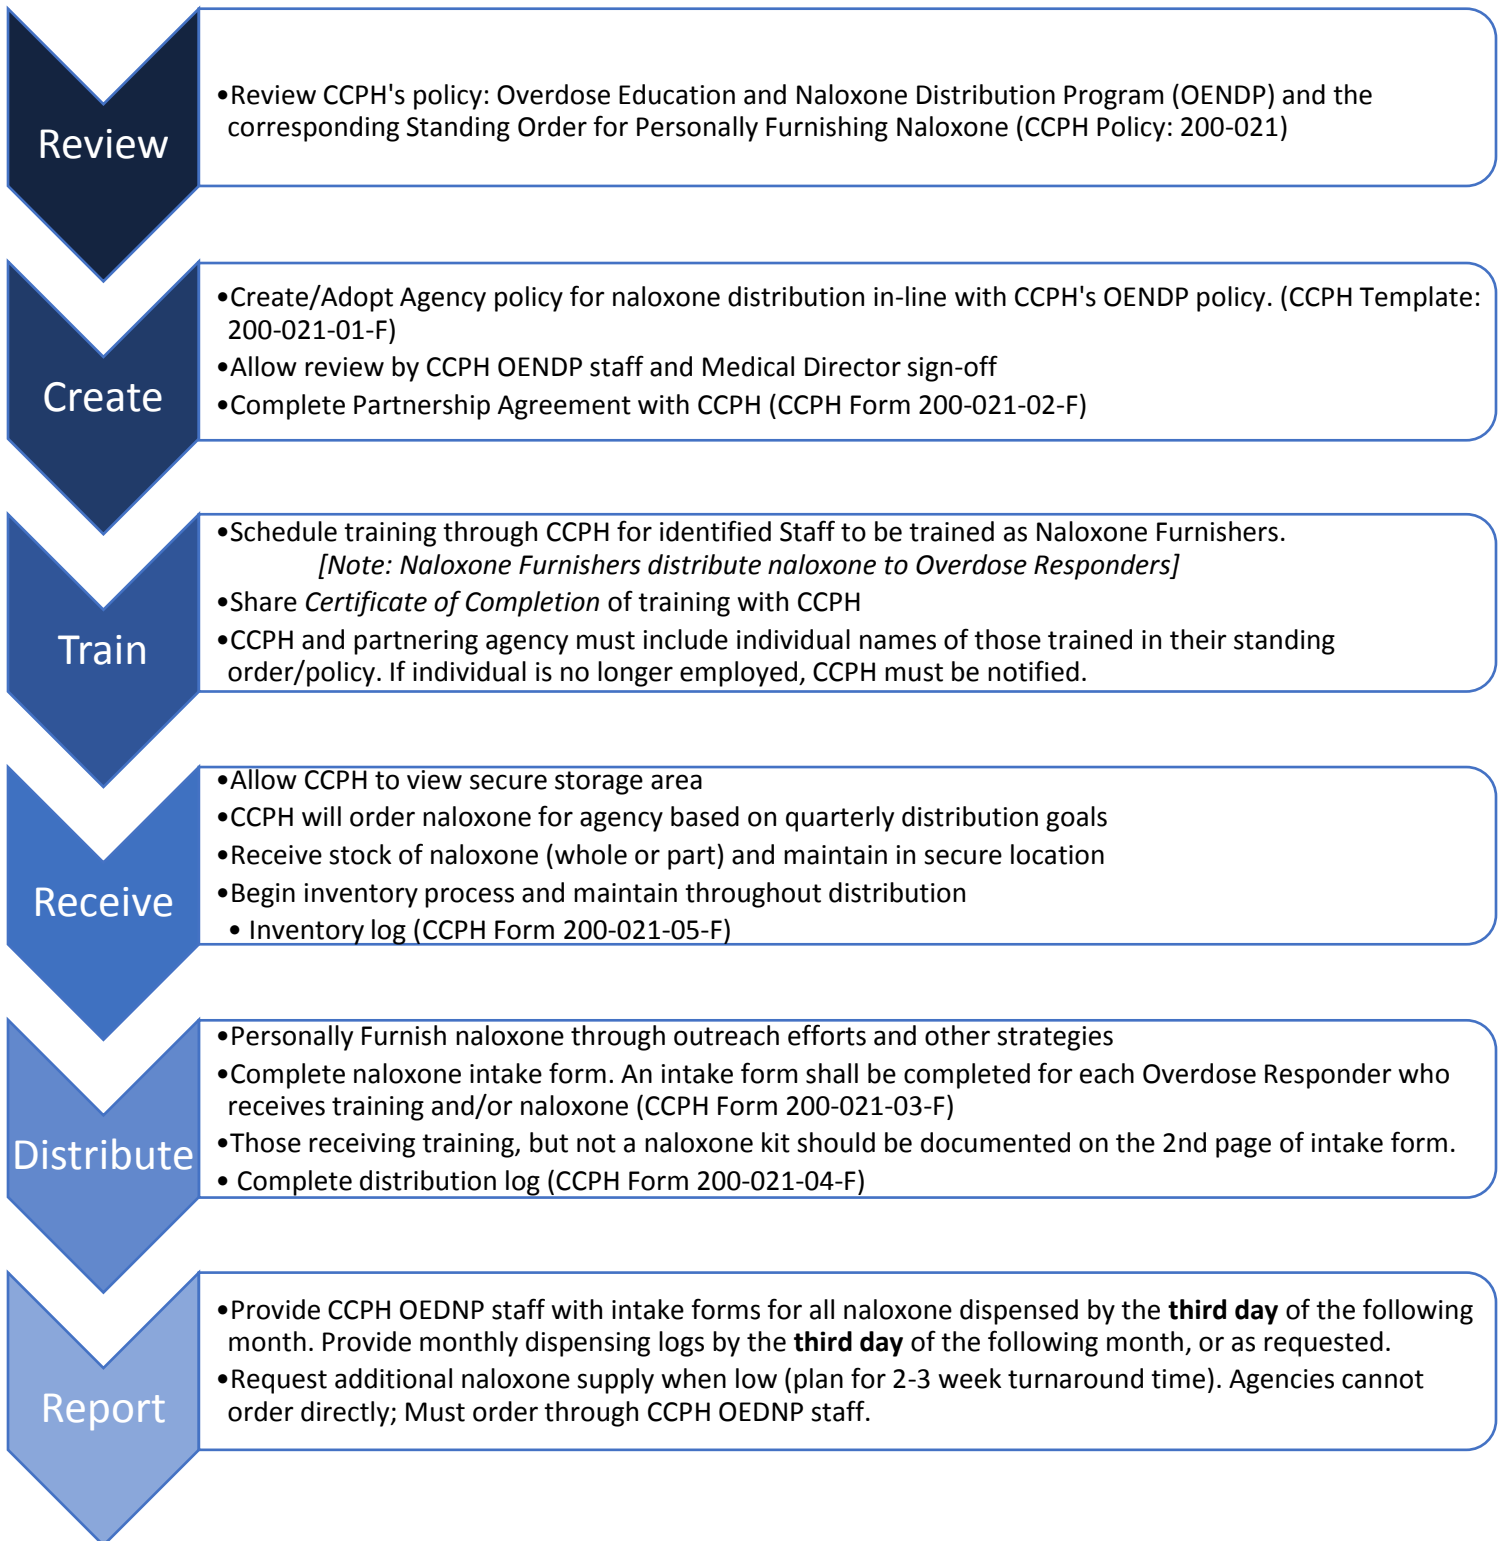 Review
•Review CCPH's policy: Overdose Education and Naloxone Distribution Program (OENDP) and the
corresponding Standing Order for Personally Furnishing Naloxone (CCPH Policy: 200-021)
Create
•Create/Adopt Agency policy for naloxone distribution in-line with CCPH's OENDP policy. (CCPH Template:
200-021-01-F)
•Allow review by CCPH OENDP staff and Medical Director sign-off
•Complete Partnership Agreement with CCPH (CCPH Form 200-021-02-F)
Train
•Schedule training through CCPH for identified Staff to be trained as Naloxone Furnishers.
[Note: Naloxone Furnishers distribute naloxone to Overdose Responders]
•Share Certificate of Completion of training with CCPH
•CCPH and partnering agency must include individual names of those trained in their standing
order/policy. If individual is no longer employed, CCPH must be notified.
Receive
•Allow CCPH to view secure storage area
•CCPH will order naloxone for agency based on quarterly distribution goals
•Receive stock of naloxone (whole or part) and maintain in secure location
•Begin inventory process and maintain throughout distribution
• Inventory log (CCPH Form 200-021-05-F)
Distribute
•Personally Furnish naloxone through outreach efforts and other strategies
•Complete naloxone intake form. An intake form shall be completed for each Overdose Responder who
receives training and/or naloxone (CCPH Form 200-021-03-F)
•Those receiving training, but not a naloxone kit should be documented on the 2nd page of intake form.
• Complete distribution log (CCPH Form 200-021-04-F)
Report
•Provide CCPH OEDNP staff with intake forms for all naloxone dispensed by the third day of the following
month. Provide monthly dispensing logs by the third day of the following month, or as requested.
•Request additional naloxone supply when low (plan for 2-3 week turnaround time). Agencies cannot
order directly; Must order through CCPH OEDNP staff.